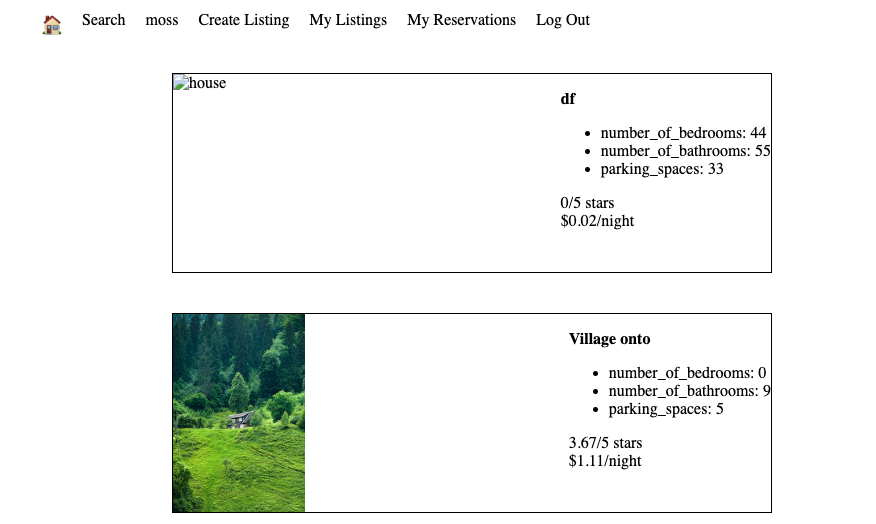 Search moss Create Listing My Listings My Reservations Log Out
house
df
number_of_bedrooms: 44
number_of_bathrooms: 55
parking_spaces: 33
0/5 stars
$0.02/night
Village onto
number_of_bedrooms: 0
number_of_bathrooms: 9
parking_spaces: 5
3.67/5 stars
$1.11/night